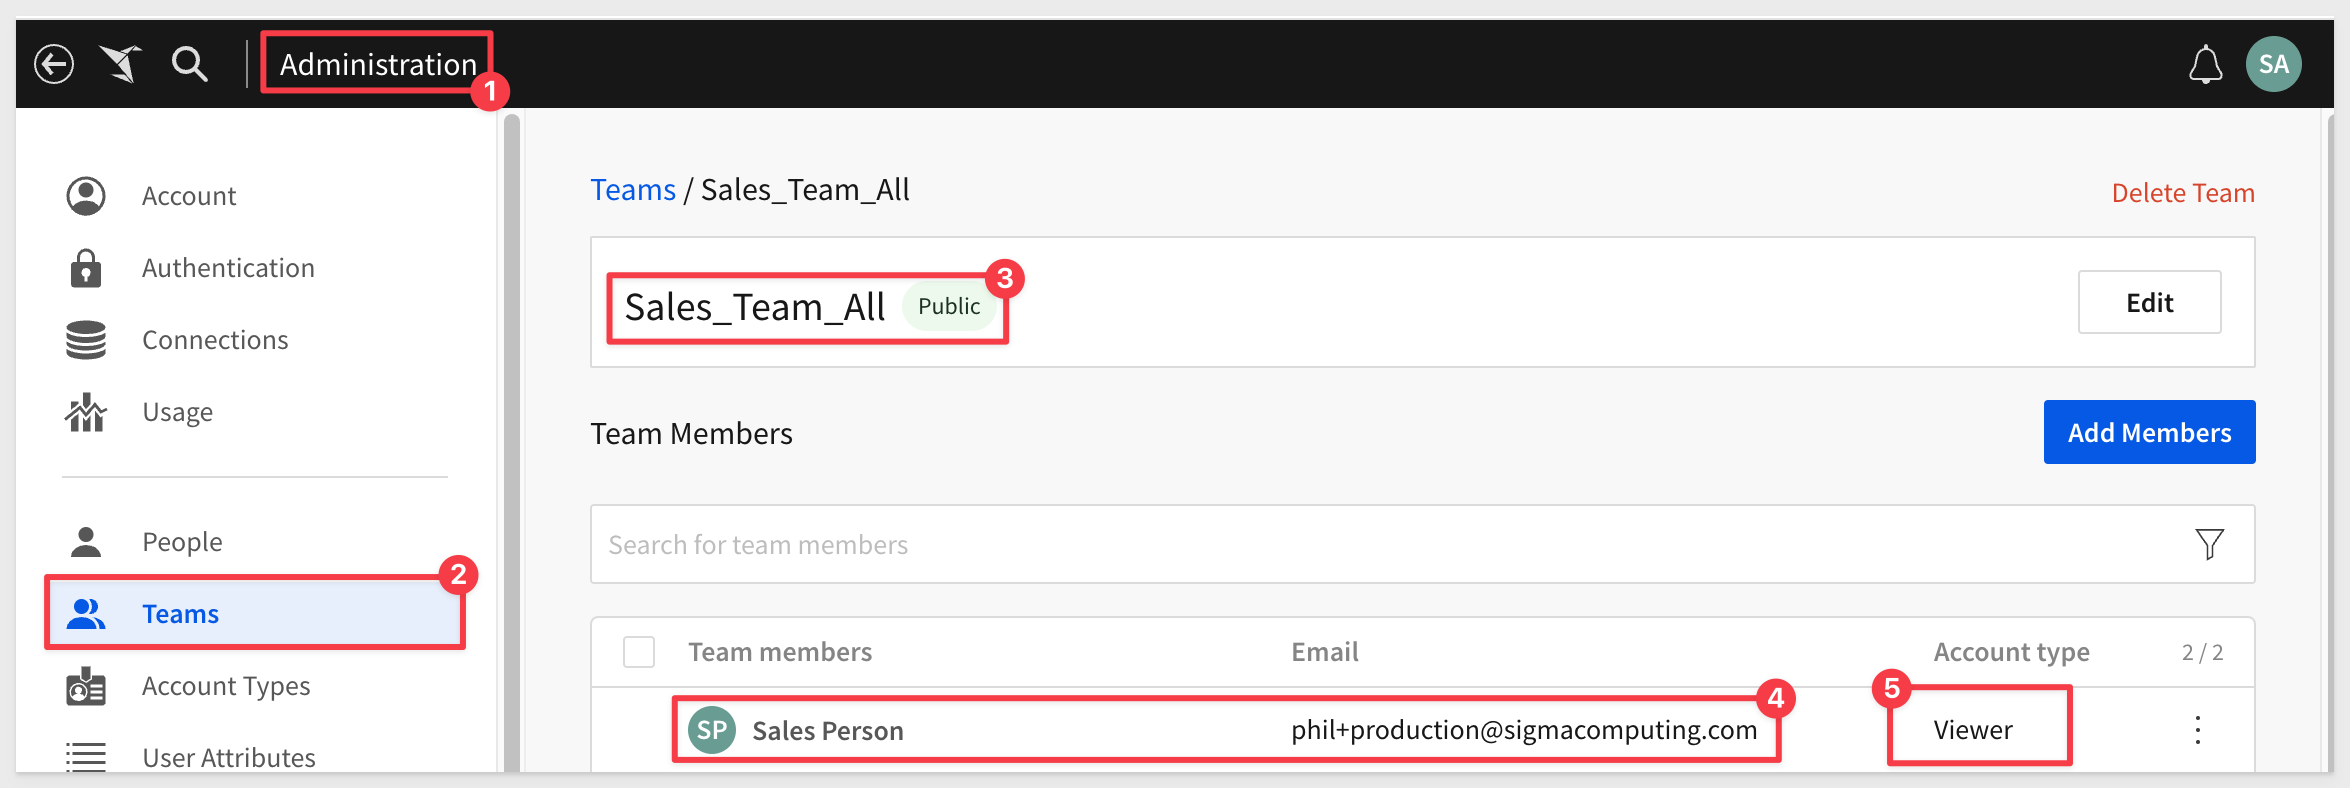 Administration
1
SA
Account
Authentication
Connections
Usage
People
2
Teams
Account Types
User Attributes
Teams / Sales_Team_All
Delete Team
3
Sales_Team_All Public
Edit
Team Members
Add Members
Search for team members
Team members Email Account type 2 / 2
4
5
SP Sales Person phil+production@sigmacomputing.com Viewer